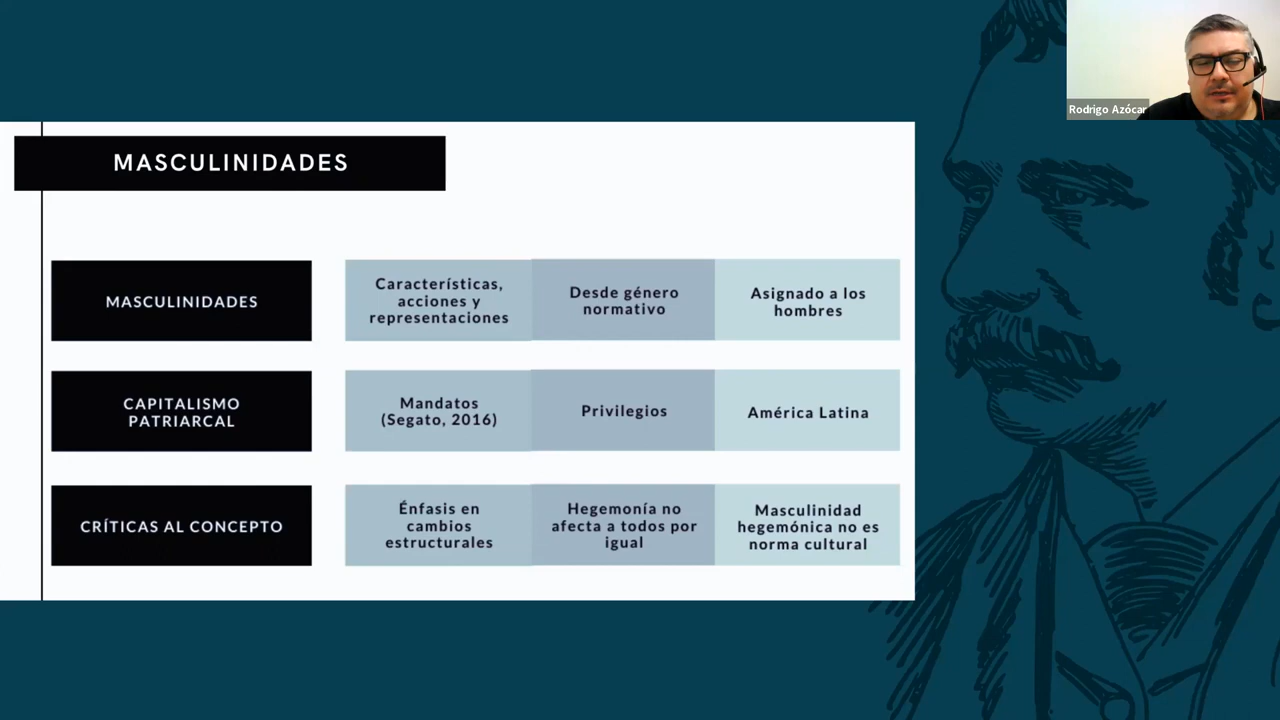 Rodrigo Azócar
MASCULINIDADES
MASCULINIDADES
Características,
acciones y
representaciones
Desde género
normativo
Asignado a los
hombres
CAPITALISMO
PATRIARCAL
Mandatos
(Segato, 2016)
Privilegios
América Latina
CRÍTICAS AL CONCEPTO
Énfasis en
cambios
estructurales
Hegemonía no
afecta a todos por
igual
Masculinidad
hegemónica no es
norma cultural